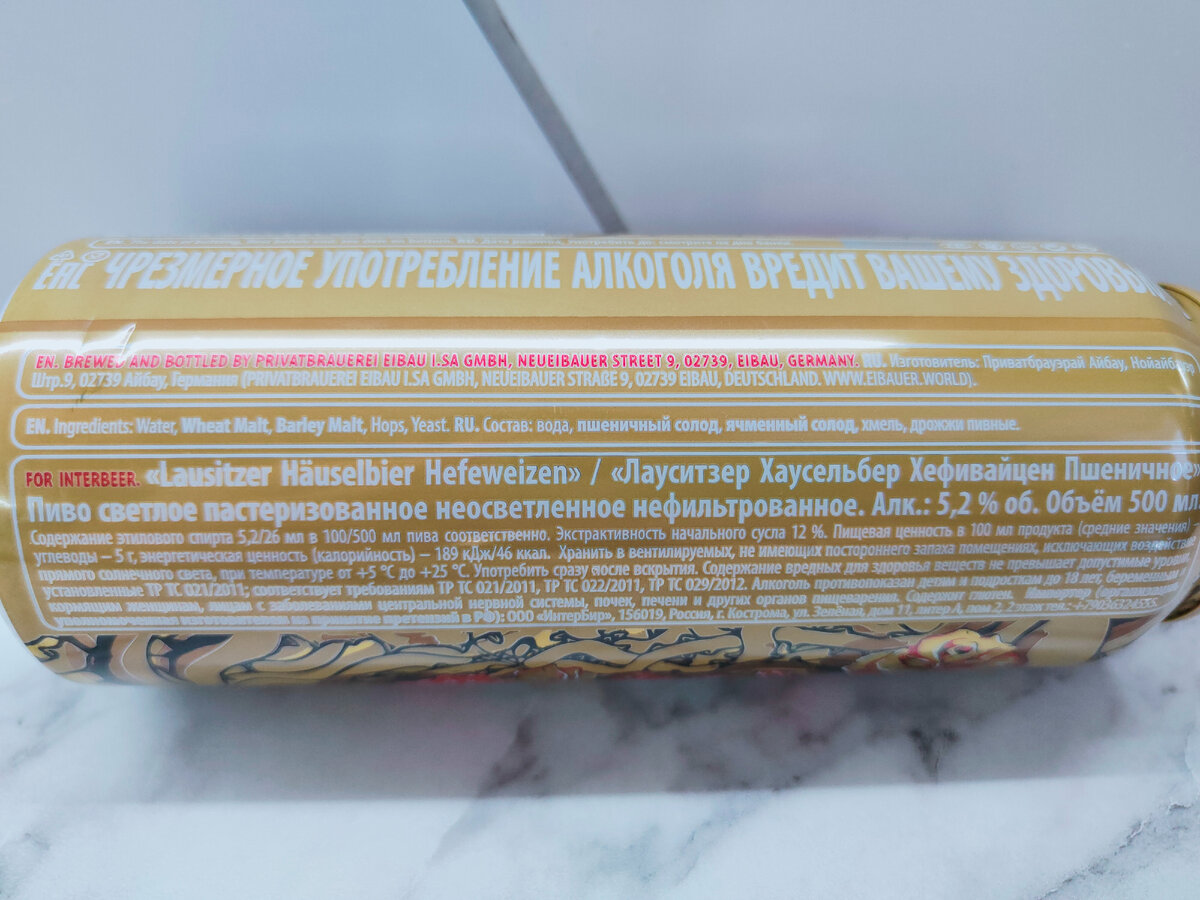 EAC ЧРЕЗМЕРНОЕ УПОТРЕБЛЕНИЕ АЛКОГОЛЯ ВРЕДИТ ВАШЕМУ ЗДОРОВЬ
EN. BREWED AND BOTTLED BY PRIVATBRAUEREI EIBAU I.SA GMBH, NEUEIBAUER STREET 9, 02739, EIBAU, GERMANY. RU. Изготовитель: Приватбрауэрай Айбау,
Штр.9, 02739 Айбау, Германия (PRIVATBRAUEREI EIBAU I.SA GMBH, NEUEIBAUER STRAßE 9, 02739 EIBAU, DEUTSCHLAND. WWW.EIBAUER.WORLD).
EN. Ingredients: Water, Wheat Malt, Barley Malt, Hops, Yeast. RU. Состав: вода, пшеничный солод, ячменный солод, хмель, дрожжи пивные.
FOR INTERBEER. «Lausitzer Häuselbier Hefeweizen» / «Лауситзер Хаусельбер Хефивайцен Пшеничное»
Пиво светлое пастеризованное неосветленное нефильтрованное. Алк.: 5,2 % об. Объём 500 мл
Содержание этилового спирта 5,2/26 мл в 100/500 мл пива соответственно. Экстрактивность начального сусла 12 %. Пищевая ценность в 100 мл продукта (средние значения)
углеводы – 5 г, энергетическая ценность (калорийность) – 189 кДж/46 ккал. Хранить в вентилируемых, не имеющих постороннего запаха помещениях, исключающих
прямого солнечного света, при температуре от +5 °C до +25 °C. Употребить сразу после вскрытия. Содержание вредных для здоровья веществ не превышает допустимые
установленные ТР ТС 021/2011; соответствует требованиям ТР ТС 021/2011, ТР ТС 022/2011, ТР ТС 029/2012. Алкоголь противопоказан детям и подросткам до 18 лет, беременным
кормящим женщинам, лицам с заболеваниями центральной нервной системы, почек, печени и других органов пищеварения. Содержит глютен. Импортер
претензий в РФ): ООО «ИнтерБир», 156019, Россия, г. Кострома, ул. Зелёная, дом 11, литер А,